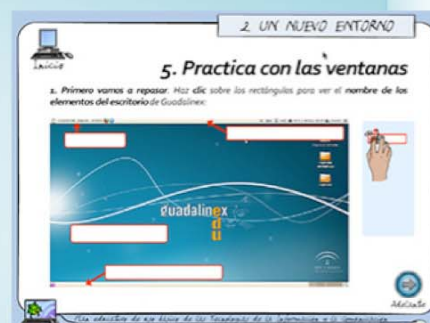 2 UN NUEVO ENTORNO
inicio
5. Practica con las ventanas
1. Primero vamos a repasar. Haz clic sobre los rectángulos para ver el nombre de los
elementos del escritorio de Guadalinex:
guadalinex
edu
Adelante